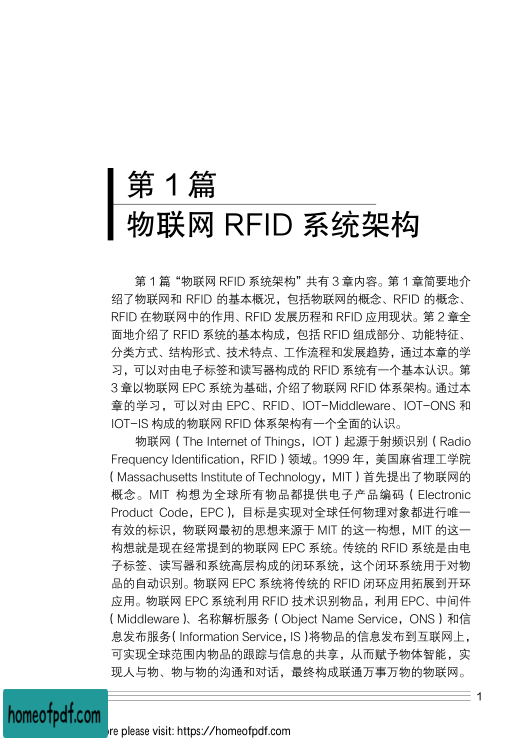 第 1 篇
物联网 RFID 系统架构
第 1 篇“物联网 RFID 系统架构”共有 3 章内容。第 1 章简要地介
绍了物联网和 RFID 的基本概况，包括物联网的概念、RFID 的概念、
RFID 在物联网中的作用、RFID 发展历程和 RFID 应用现状。第 2 章全
面地介绍了 RFID 系统的基本构成，包括 RFID 组成部分、功能特征、
分类方式、结构形式、技术特点、工作流程和发展趋势，通过本章的学
习，可以对由电子标签和读写器构成的 RFID 系统有一个基本认识。第
3 章以物联网 EPC 系统为基础，介绍了物联网 RFID 体系架构。通过本
章的学习，可以对由 EPC、RFID、IOT-Middleware、IOT-ONS 和
IOT-IS 构成的物联网 RFID 体系架构有一个全面的认识。
物联网（The Internet of Things，IOT）起源于射频识别（Radio
Frequency Identification，RFID）领域。1999 年，美国麻省理工学院
（Massachusetts Institute of Technology，MIT）首先提出了物联网的
概念。MIT 构想为全球所有物品都提供电子产品编码（Electronic
Product Code，EPC），目标是实现对全球任何物理对象都进行唯一
有效的标识，物联网最初的思想来源于 MIT 的这一构想，MIT 的这一
构想就是现在经常提到的物联网 EPC 系统。传统的 RFID 系统是由电
子标签、读写器和系统高层构成的闭环系统，这个闭环系统用于对物
品的自动识别。物联网 EPC 系统将传统的 RFID 闭环应用拓展到开环
应用。物联网 EPC 系统利用 RFID 技术识别物品，利用 EPC、中间件
（Middleware）、名称解析服务（Object Name Service，ONS）和信
息发布服务（Information Service，IS）将物品的信息发布到互联网上，
可实现全球范围内物品的跟踪与信息的共享，从而赋予物体智能，实
现人与物、物与物的沟通和对话，最终构成联通万事万物的物联网。
1
homeofpdf.com
ore please visit: https://homeofpdf.com